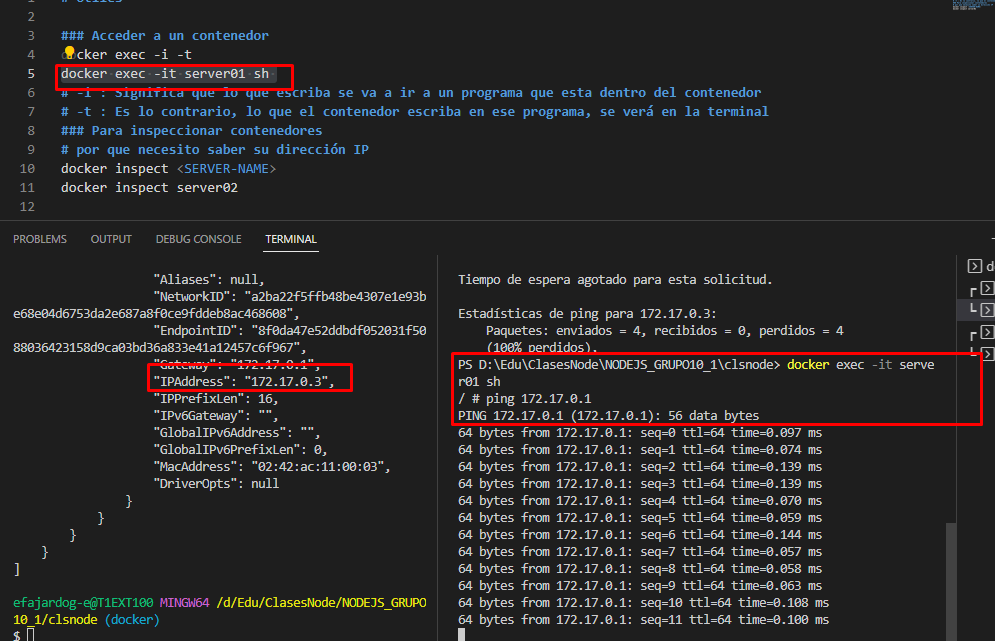 1 # Utiles
2
3 ### Acceder a un contenedor
4 docker exec -i -t
5 docker exec -it server01 sh
6 # -i : Significa que lo que escriba se va a ir a un programa que esta dentro del contenedor
7 # -t : Es lo contrario, lo que el contenedor escriba en ese programa, se verá en la terminal
8 ### Para inspeccionar contenedores
9 # por que necesito saber su dirección IP
10 docker inspect <SERVER-NAME>
11 docker inspect server02
12
PROBLEMS OUTPUT DEBUG CONSOLE TERMINAL
"Aliases": null,
"NetworkID": "a2ba22f5ffb48be4307e1e93b
e68e04d6753da2e687a8f0ce9fddeb8ac468608",
"EndpointID": "8f0da47e52ddbdf052031f50
88036423158d9ca03bd36a833e41a12457c6f967",
"Gateway": "172.17.0.1",
"IPAddress": "172.17.0.3",
"IPPrefixLen": 16,
"IPv6Gateway": "",
"GlobalIPv6Address": "",
"GlobalIPv6PrefixLen": 0,
"MacAddress": "02:42:ac:11:00:03",
"DriverOpts": null
}
}
}
}
]
efajardog-e@T1EXT100 MINGW64 /d/Edu/ClasesNode/NODEJS_GRUPO
10_1/clsnode (docker)
$
Tiempo de espera agotado para esta solicitud.
Estadísticas de ping para 172.17.0.3:
Paquetes: enviados = 4, recibidos = 0, perdidos = 4
(100% perdidos),
PS D:\Edu\ClasesNode\NODEJS_GRUPO10_1\clsnode> docker exec -it serve
r01 sh
/ # ping 172.17.0.1
PING 172.17.0.1 (172.17.0.1): 56 data bytes
64 bytes from 172.17.0.1: seq=0 ttl=64 time=0.097 ms
64 bytes from 172.17.0.1: seq=1 ttl=64 time=0.074 ms
64 bytes from 172.17.0.1: seq=2 ttl=64 time=0.139 ms
64 bytes from 172.17.0.1: seq=3 ttl=64 time=0.139 ms
64 bytes from 172.17.0.1: seq=4 ttl=64 time=0.070 ms
64 bytes from 172.17.0.1: seq=5 ttl=64 time=0.059 ms
64 bytes from 172.17.0.1: seq=6 ttl=64 time=0.144 ms
64 bytes from 172.17.0.1: seq=7 ttl=64 time=0.057 ms
64 bytes from 172.17.0.1: seq=8 ttl=64 time=0.058 ms
64 bytes from 172.17.0.1: seq=9 ttl=64 time=0.063 ms
64 bytes from 172.17.0.1: seq=10 ttl=64 time=0.108 ms
64 bytes from 172.17.0.1: seq=11 ttl=64 time=0.100 ms